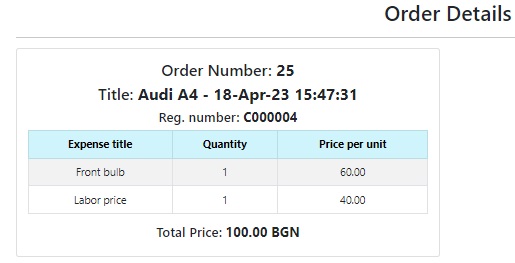 Order Details
Order Number: 25
Title: Audi A4 - 18-Apr-23 15:47:31
Reg. number: C000004
Expense title Quantity Price per unit
Front bulb 1 60.00
Labor price 1 40.00
Total Price: 100.00 BGN